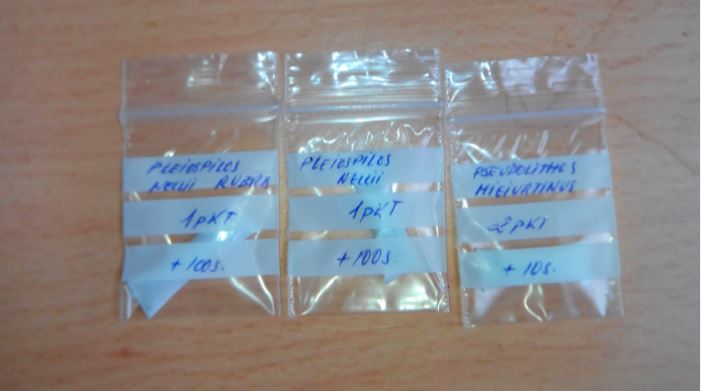 PLEIOSPILOS
NELII RUBRA
1PKT
+100s.
PLEIOSPILOS
NELII
1PKT
+100s.
PSEUDOLITHOS
MIGIURTINUS
2PKT
+10s.